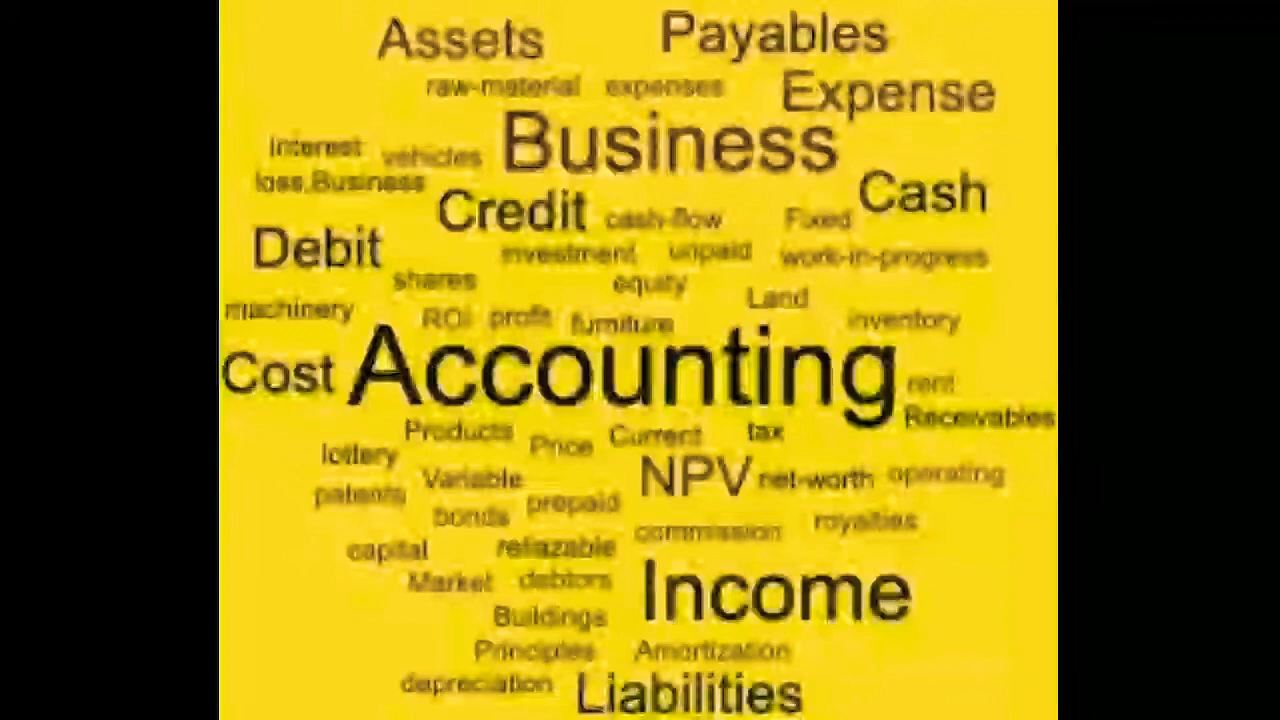 Assets Payables
raw-material expenses Expense
Business
Interest vehicles
loss,Business Cash
Credit cash-flow Fixed
Debit investment unpaid work-in-progress
shares equity
machinery Land
ROI profit furniture inventory
Cost Accounting rent
Receivables
Products Price Current tax
lottery
Variable NPV net-worth operating
patents bonds prepaid
commission royalties
capital reliazable
Market debtors Income
Buildings
Principles Amortization
depreciation Liabilities